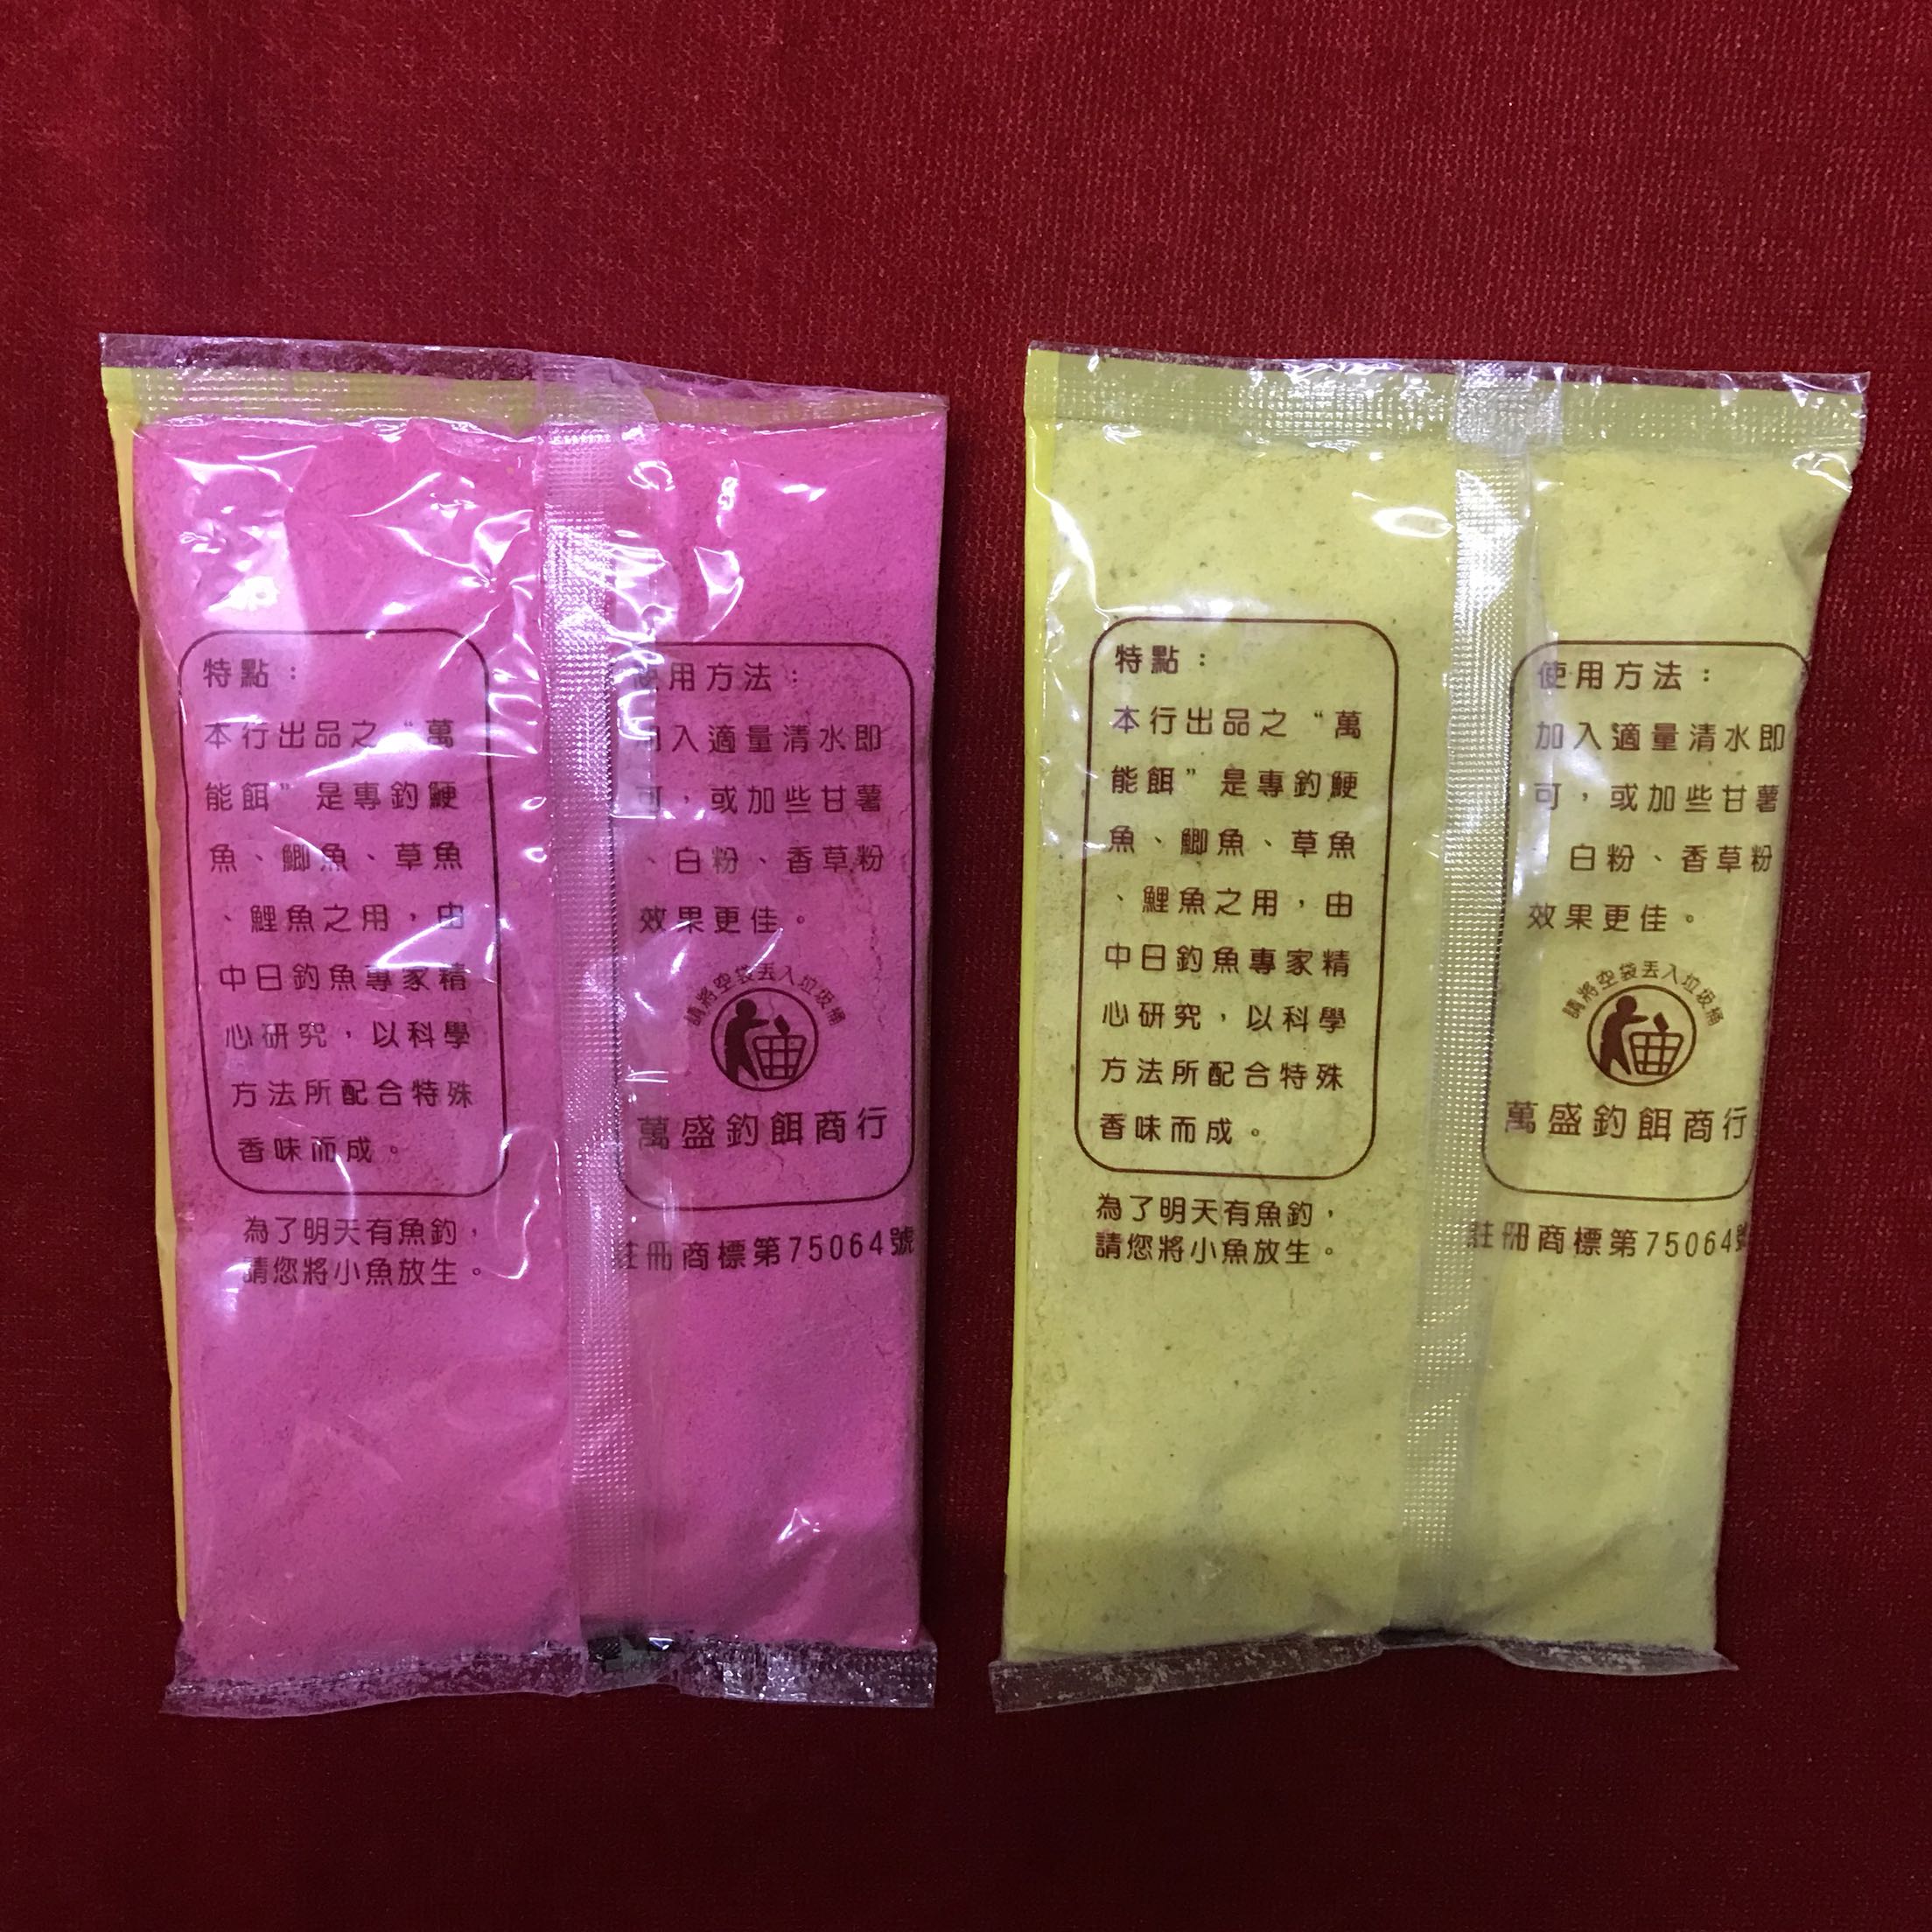 特點：
本行出品之“萬
能餌”是專釣鯁
魚、鯽魚、草魚
、鯉魚之用，由
中日釣魚專家精
心研究，以科學
方法所配合特殊
香味而成。
為了明天有魚釣，
請您將小魚放生。
使用方法：
入適量清水即
可，或加些甘薯
、白粉、香草粉
效果更佳。
請將空袋丟入垃圾桶
萬盛釣餌商行
註冊商標第75064號
特點：
本行出品之“萬
能餌”是專釣鯁
魚、鯽魚、草魚
、鯉魚之用，由
中日釣魚專家精
心研究，以科學
方法所配合特殊
香味而成。
為了明天有魚釣，
請您將小魚放生。
使用方法：
加入適量清水即
可，或加些甘薯
、白粉、香草粉
效果更佳。
請將空袋丟入垃圾桶
萬盛釣餌商行
註冊商標第75064號